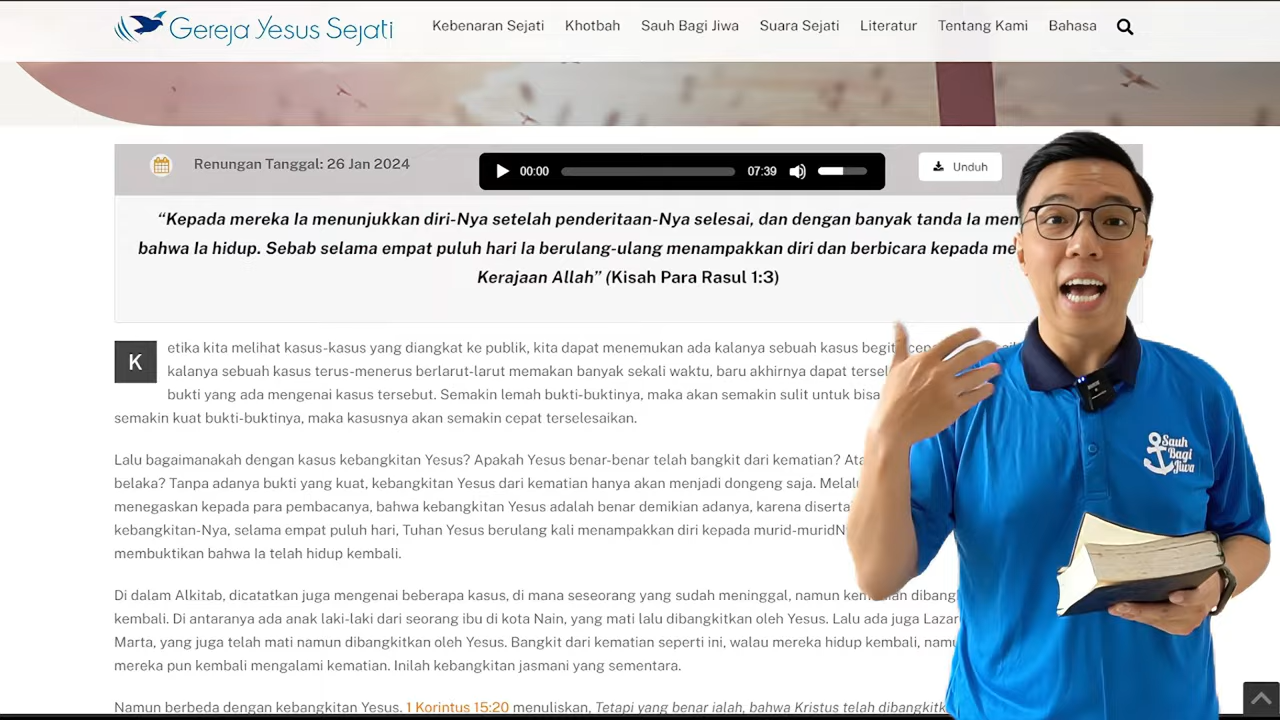 Gereja Yesus Sejati
Kebenaran Sejati Khotbah Sauh Bagi Jiwa Suara Sejati Literatur Tentang Kami Bahasa
Renungan Tanggal: 26 Jan 2024 00:00 07:39 Unduh
“Kepada mereka Ia menunjukkan diri-Nya setelah penderitaan-Nya selesai, dan dengan banyak tanda Ia
bahwa Ia hidup. Sebab selama empat puluh hari Ia berulang-ulang menampakkan diri dan berbicara kepada
Kerajaan Allah” (Kisah Para Rasul 1:3)
K
etika kita melihat kasus-kasus yang diangkat ke publik, kita dapat menemukan ada kalanya sebuah kasus
kalanya sebuah kasus terus-menerus berlarut-larut memakan banyak sekali waktu, baru akhirnya dapat
bukti yang ada mengenai kasus tersebut. Semakin lemah bukti-buktinya, maka akan semakin sulit untuk bisa
semakin kuat bukti-buktinya, maka kasusnya akan semakin cepat terselesaikan.
Lalu bagaimanakah dengan kasus kebangkitan Yesus? Apakah Yesus benar-benar telah bangkit dari kematian?
belaka? Tanpa adanya bukti yang kuat, kebangkitan Yesus dari kematian hanya akan menjadi dongeng saja.
menegaskan kepada para pembacanya, bahwa kebangkitan Yesus adalah benar demikian adanya, karena
kebangkitan-Nya, selama empat puluh hari, Tuhan Yesus berulang kali menampakkan diri kepada
membuktikan bahwa Ia telah hidup kembali.
Di dalam Alkitab, dicatatkan juga mengenai beberapa kasus, di mana seseorang yang sudah meninggal, namun
kembali. Di antaranya ada anak laki-laki dari seorang ibu di kota Nain, yang mati lalu dibangkitkan oleh Yesus. Lalu ada juga
Marta, yang juga telah mati namun dibangkitkan oleh Yesus. Bangkit dari kematian seperti ini, walau mereka hidup kembali,
mereka pun kembali mengalami kematian. Inilah kebangkitan jasmani yang sementara.
Namun berbeda dengan kebangkitan Yesus. 1 Korintus 15:20 menuliskan, Tetapi yang benar ialah, bahwa Kristus telah
Sauh
Bagi
Jiwa